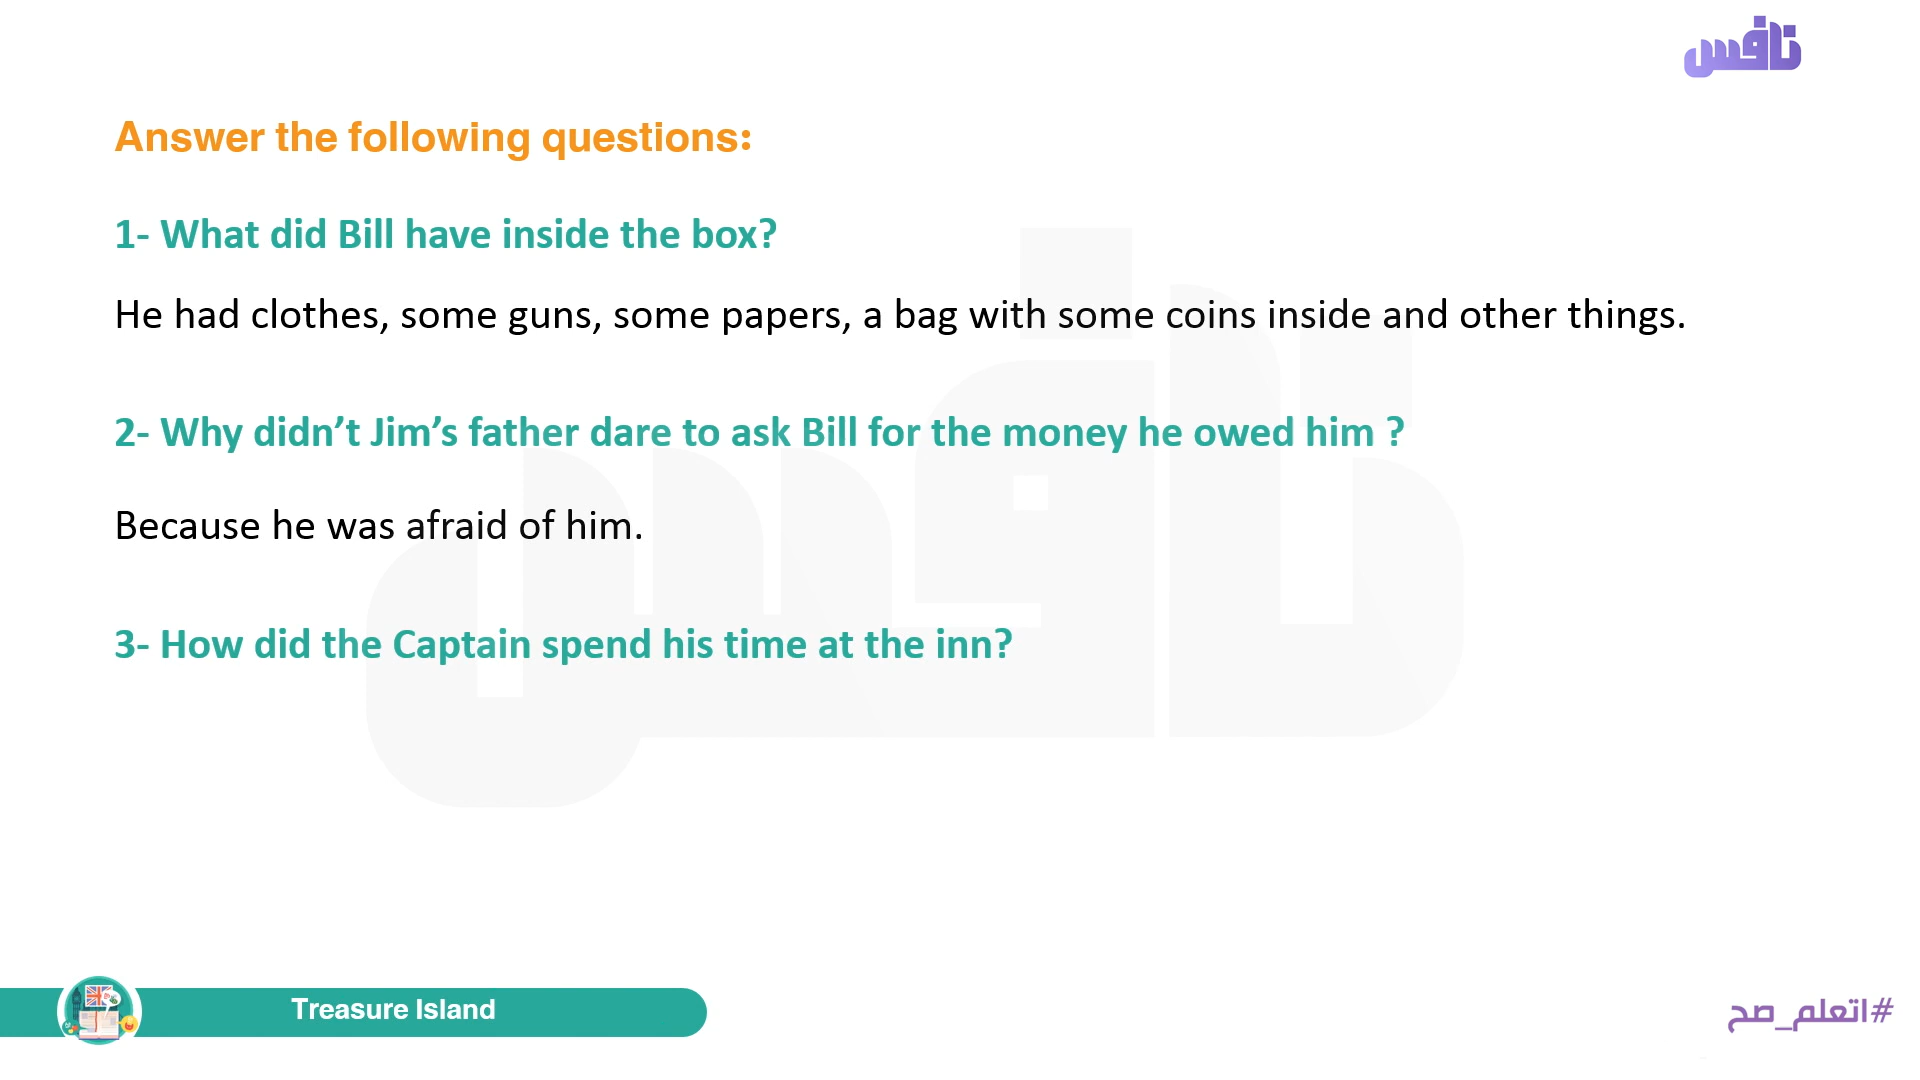 نافس
Answer the following questions:
1- What did Bill have inside the box?
He had clothes, some guns, some papers, a bag with some coins inside and other things.
2- Why didn’t Jim’s father dare to ask Bill for the money he owed him ?
Because he was afraid of him.
3- How did the Captain spend his time at the inn?
Treasure Island
#اتعلم_صح